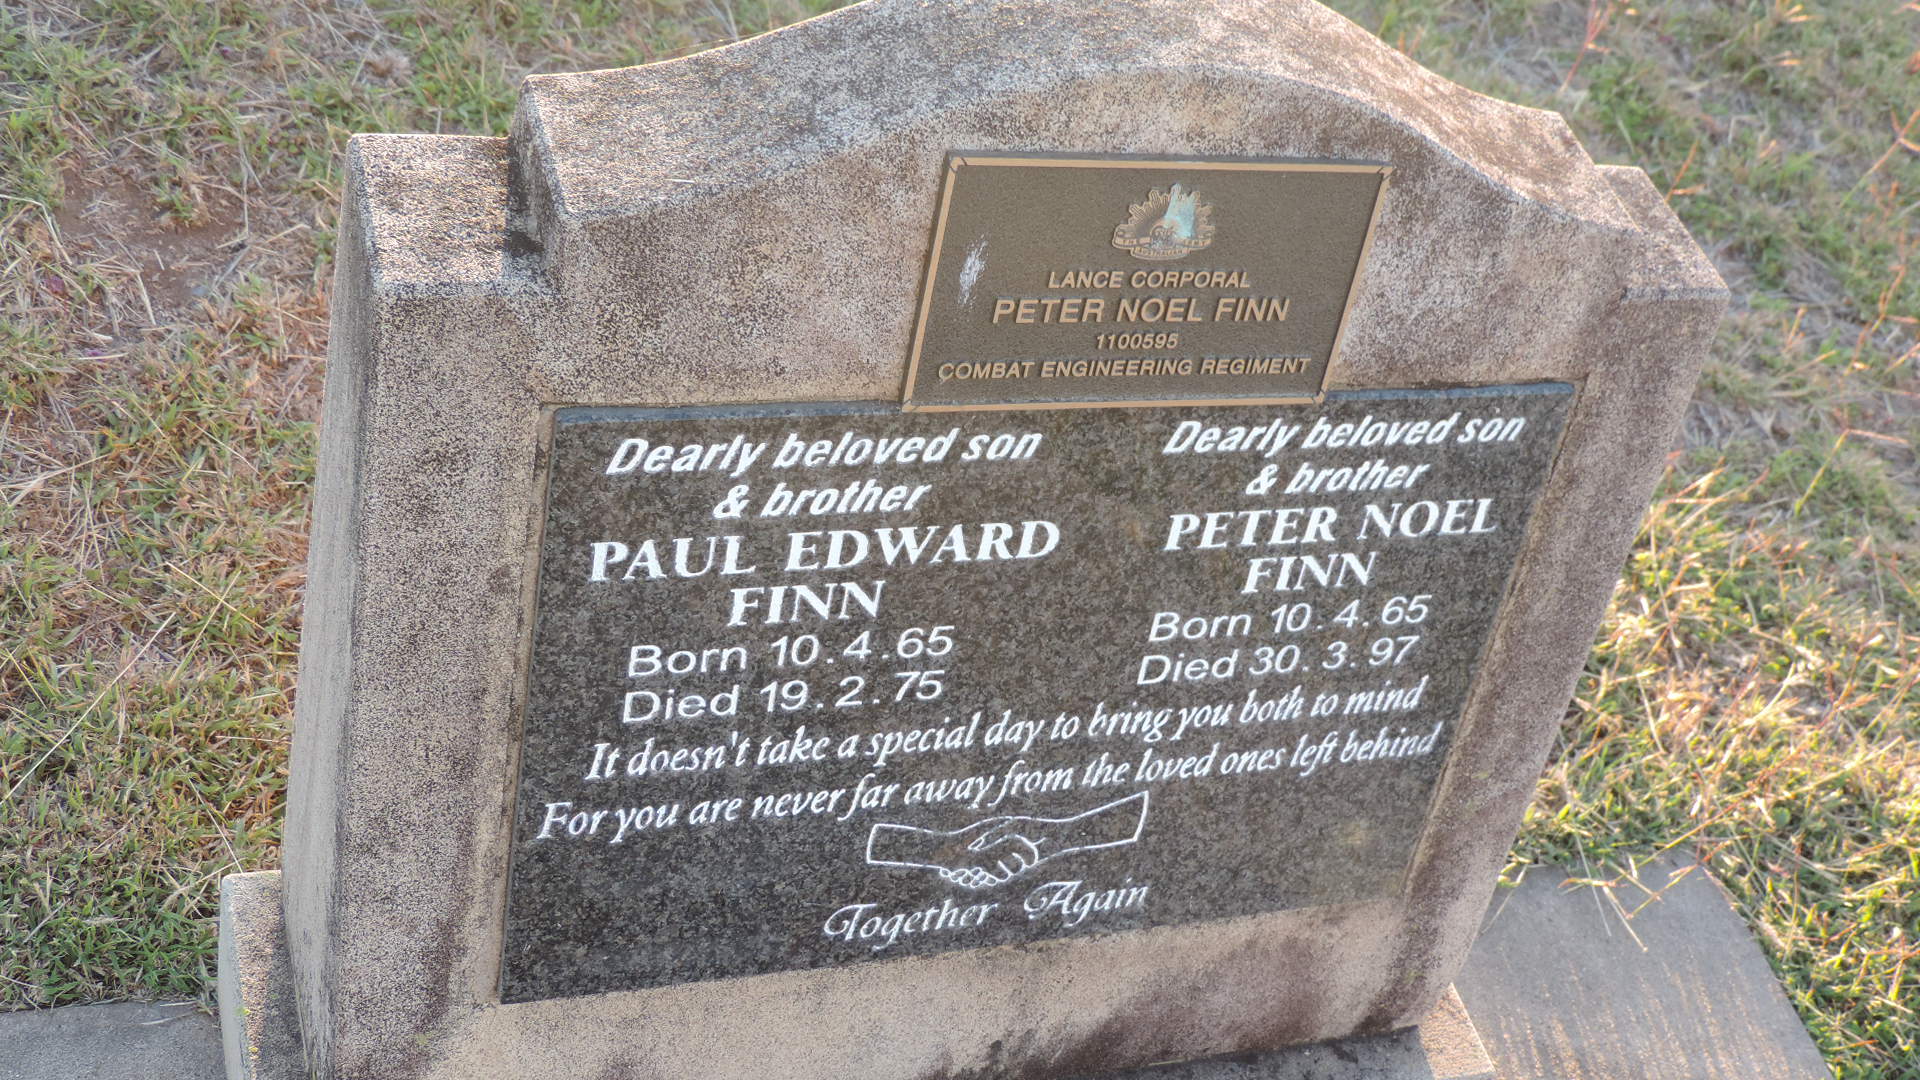 LANCE CORPORAL
PETER NOEL FINN
1100595
COMBAT ENGINEERING REGIMENT
Dearly beloved son
& brother
PAUL EDWARD
FINN
Born 10.4.65
Died 19.2.75
Dearly beloved son
& brother
PETER NOEL
FINN
Born 10.4.65
Died 30.3.97
It doesn't take a special day to bring you both to mind
For you are never far away from the loved ones left behind
Together Again